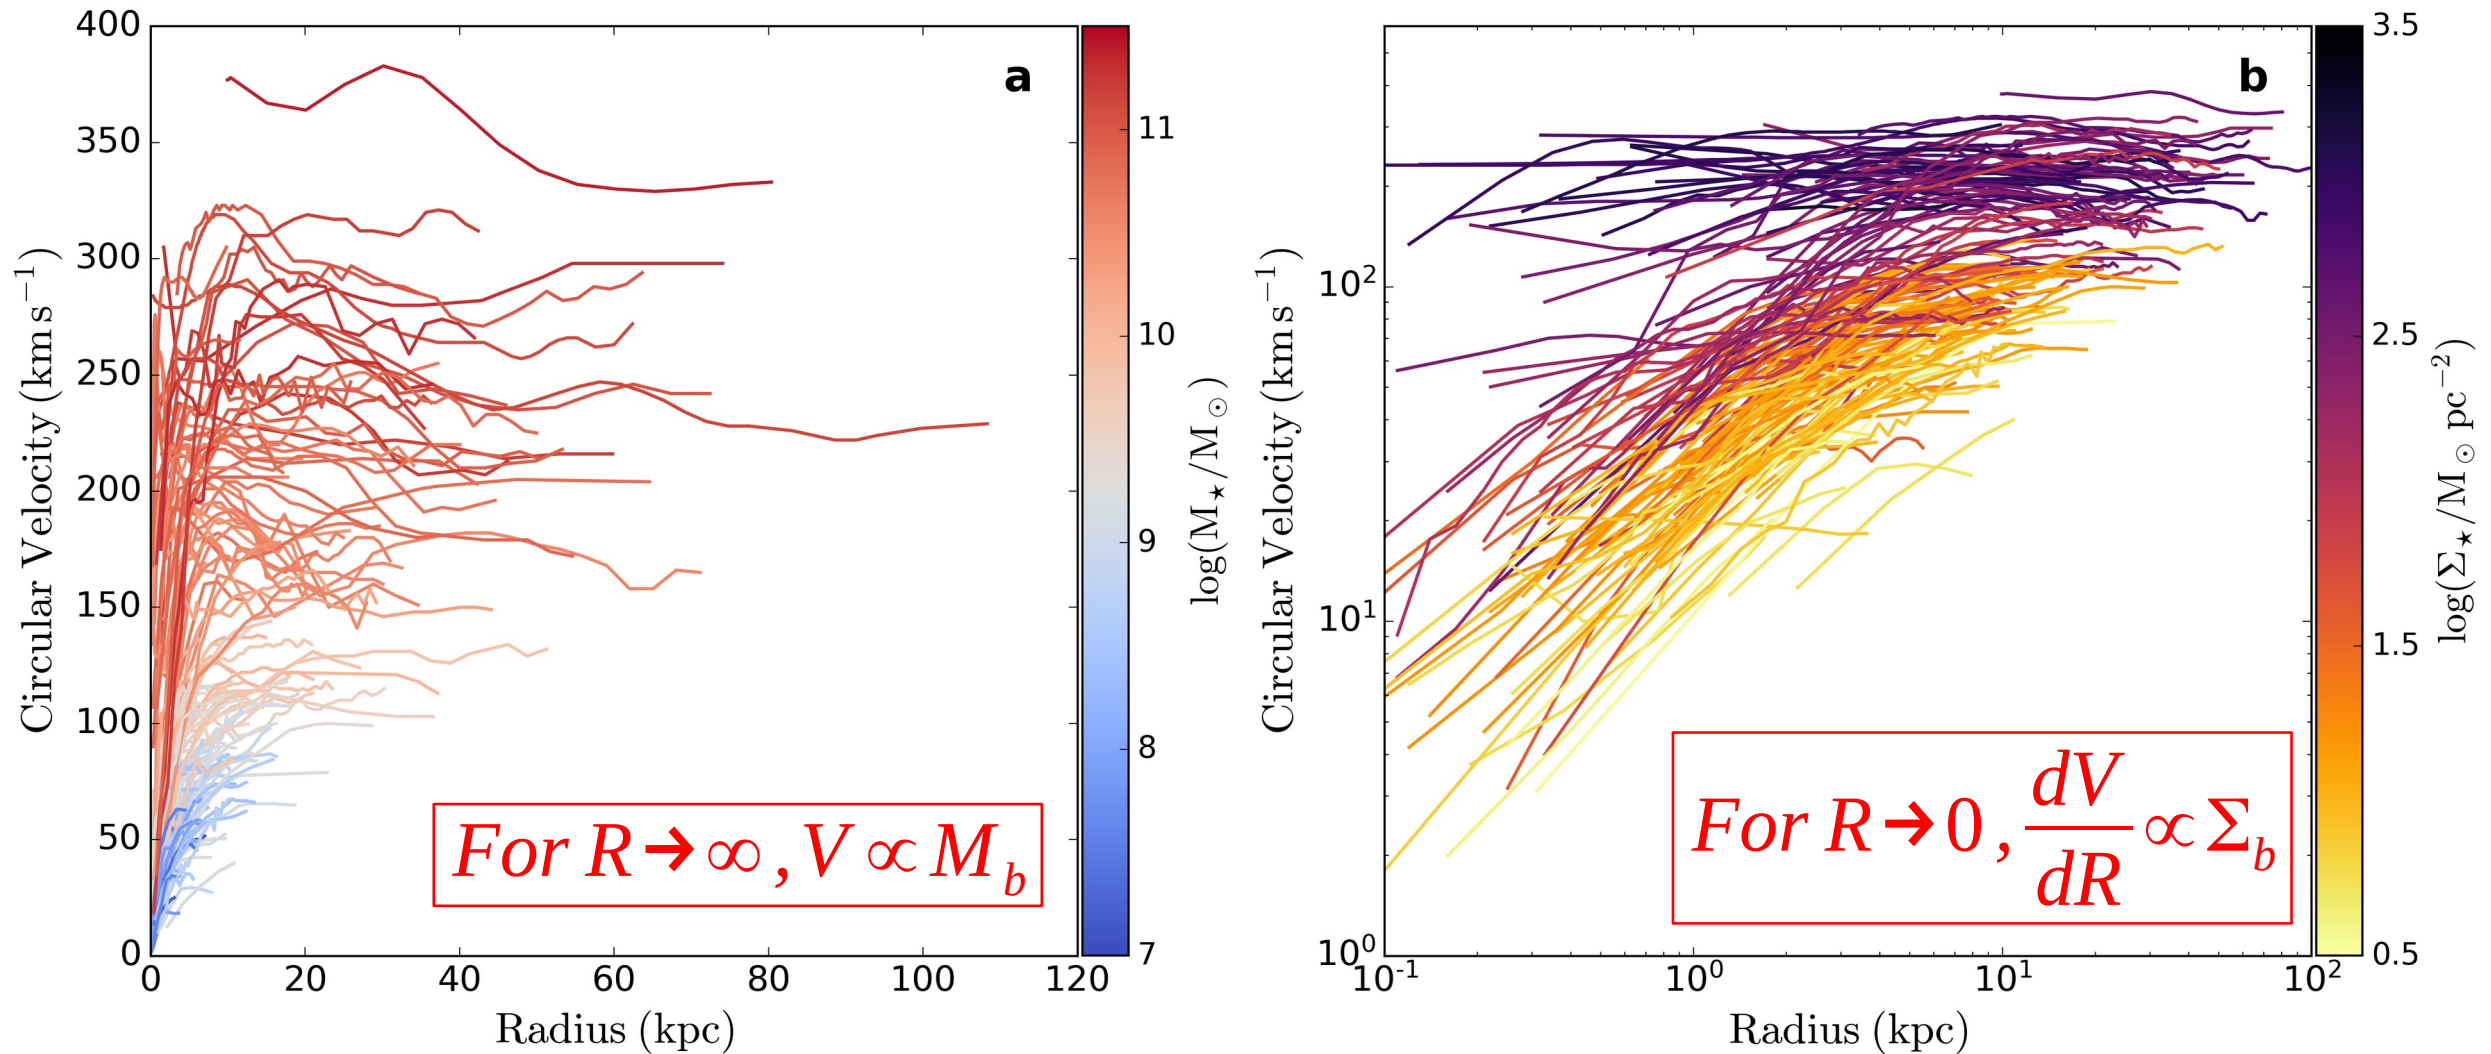 a
400
350
300
250
200
150
100
50
0
0 20 40 60 80 100 120
Circular Velocity (km s⁻¹)
Radius (kpc)
For R → ∞ , V ∝ M_b
11
10
9
8
7
log(M⋆/M⊙)
b
10²
10¹
10⁰
10⁻¹ 10⁰ 10¹ 10²
Circular Velocity (km s⁻¹)
Radius (kpc)
For R → 0 , dV/dR ∝ Σ_b
3.5
2.5
1.5
0.5
log(Σ⋆/M⊙ pc⁻²)